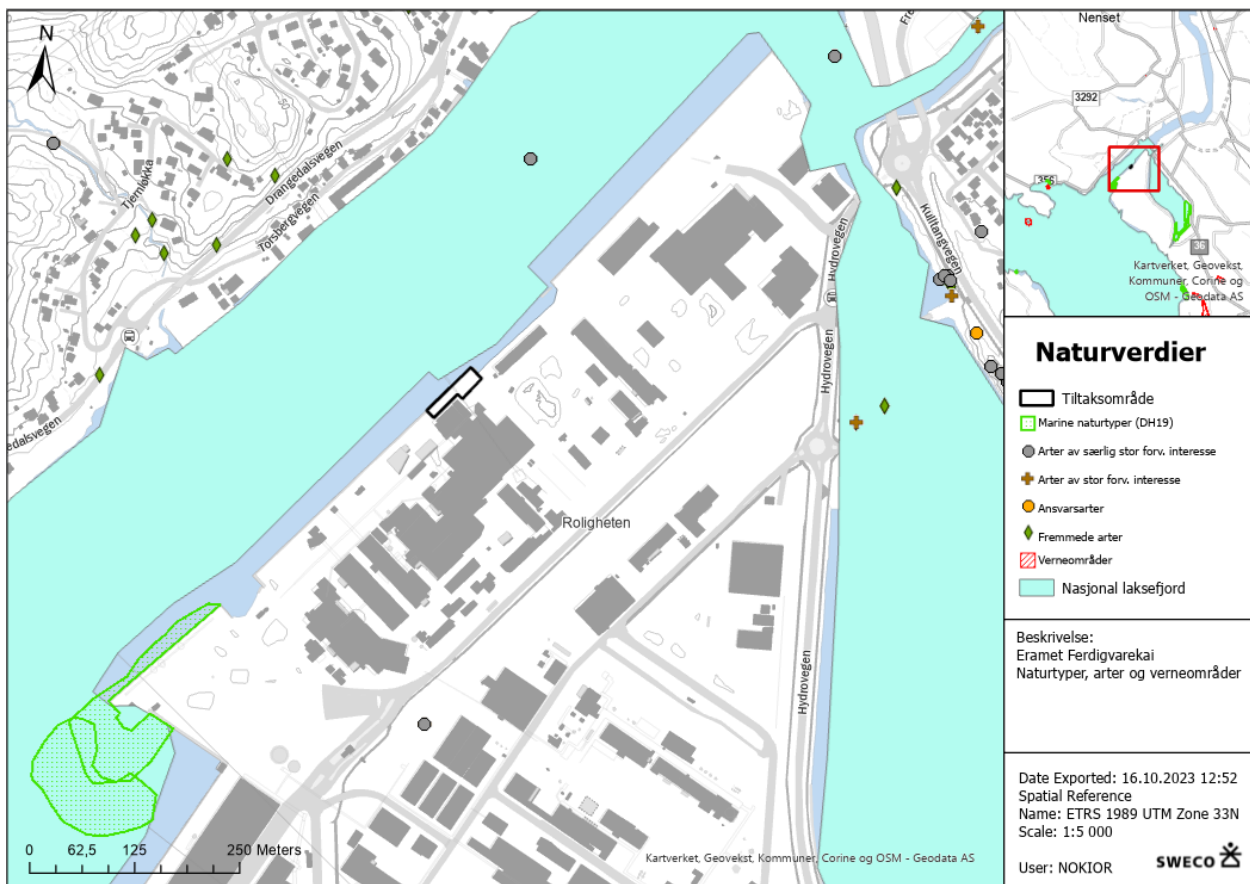 N
50
Tjernløkka
Drangedalsvegen
Torsbergvegen
edalsvegen
Fre
Kulltangvegen
Hydrovegen
Hydrovegen
Hydrovegen
Roligheten
0 62,5 125 250 Meters
Kartverket, Geovekst, Kommuner, Corine og OSM - Geodata AS
Nenset
3292
356
36
Kartverket, Geovekst,
Kommuner, Corine og
OSM - Geodata AS
Naturverdier
Tiltaksområde
Marine naturtyper (DH19)
Arter av særlig stor forv. interesse
Arter av stor forv. interesse
Ansvarsarter
Fremmede arter
Verneområder
Nasjonal laksefjord
Beskrivelse:
Eramet Ferdigvarekai
Naturtyper, arter og verneområder
Date Exported: 16.10.2023 12:52
Spatial Reference
Name: ETRS 1989 UTM Zone 33N
Scale: 1:5 000
User: NOKIOR
SWECO